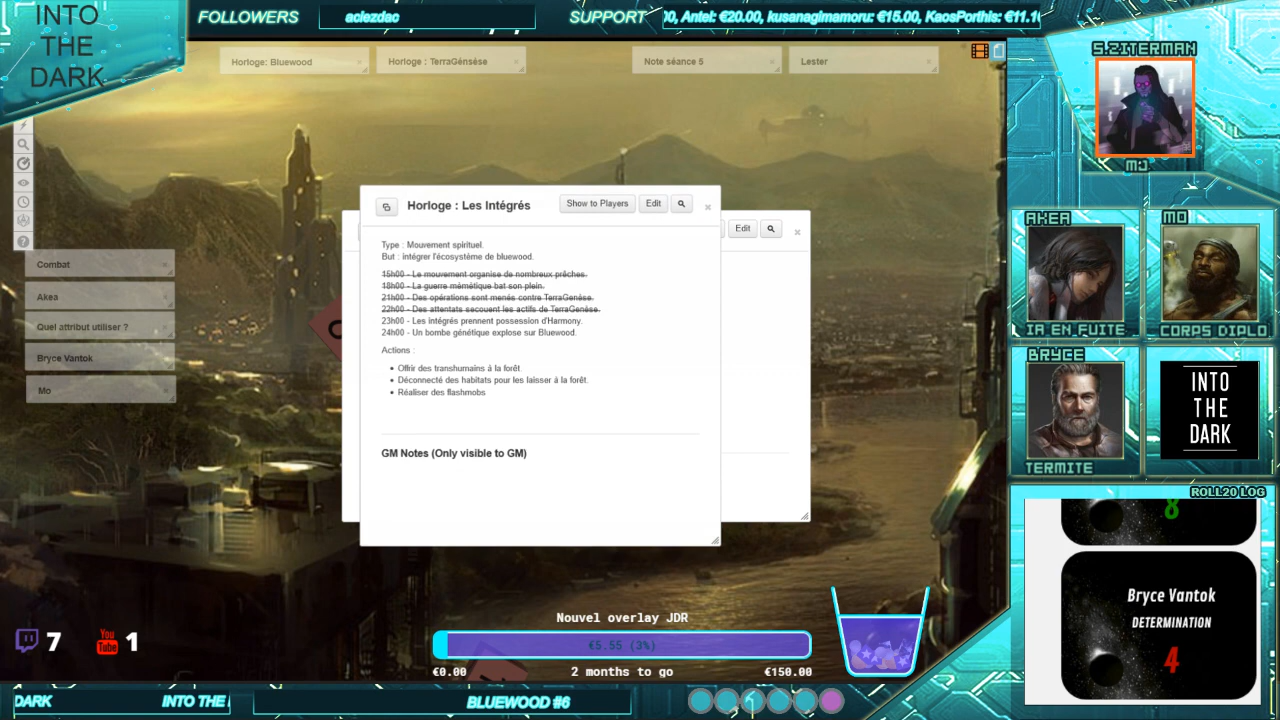 INTO
THE
DARK
FOLLOWERS
aciezdac
SUPPORT
00, Antel: €20.00, kusanagimamoru: €15.00, KaosPorthis: €11.1
Horloge: Bluewood
Horloge : TerraGénsése
Note séance 5
Lester
S.ZITERMAN
MJ
AKEA
IA EN FUITE
MO
CORPS DIPLO
BRYCE
TERMITE
INTO
THE
DARK
Combat
Akea
Quel attribut utiliser ?
Bryce Vantok
Mo
Horloge : Les Intégrés
Show to Players
Edit
Edit
Type : Mouvement spirituel.
But : intégrer l'écosystème de bluewood.
15h00 - Le mouvement organise de nombreux prêches.
18h00 - La guerre mémétique bat son plein.
21h00 - Des opérations sont menés contre TerraGenèse.
22h00 - Des attentats secouent les actifs de TerraGenèse.
23h00 - Les intégrés prennent possession d'Harmony.
24h00 - Un bombe génétique explose sur Bluewood.
Actions :
Offrir des transhumains à la forêt.
Déconnecté des habitats pour les laisser à la forêt.
Réaliser des flashmobs
GM Notes (Only visible to GM)
ROLL20 LOG
8
Bryce Vantok
DETERMINATION
4
7
You
Tube
1
Nouvel overlay JDR
€5.55 (3%)
€0.00
2 months to go
€150.00
DARK
INTO THE
BLUEWOOD #6